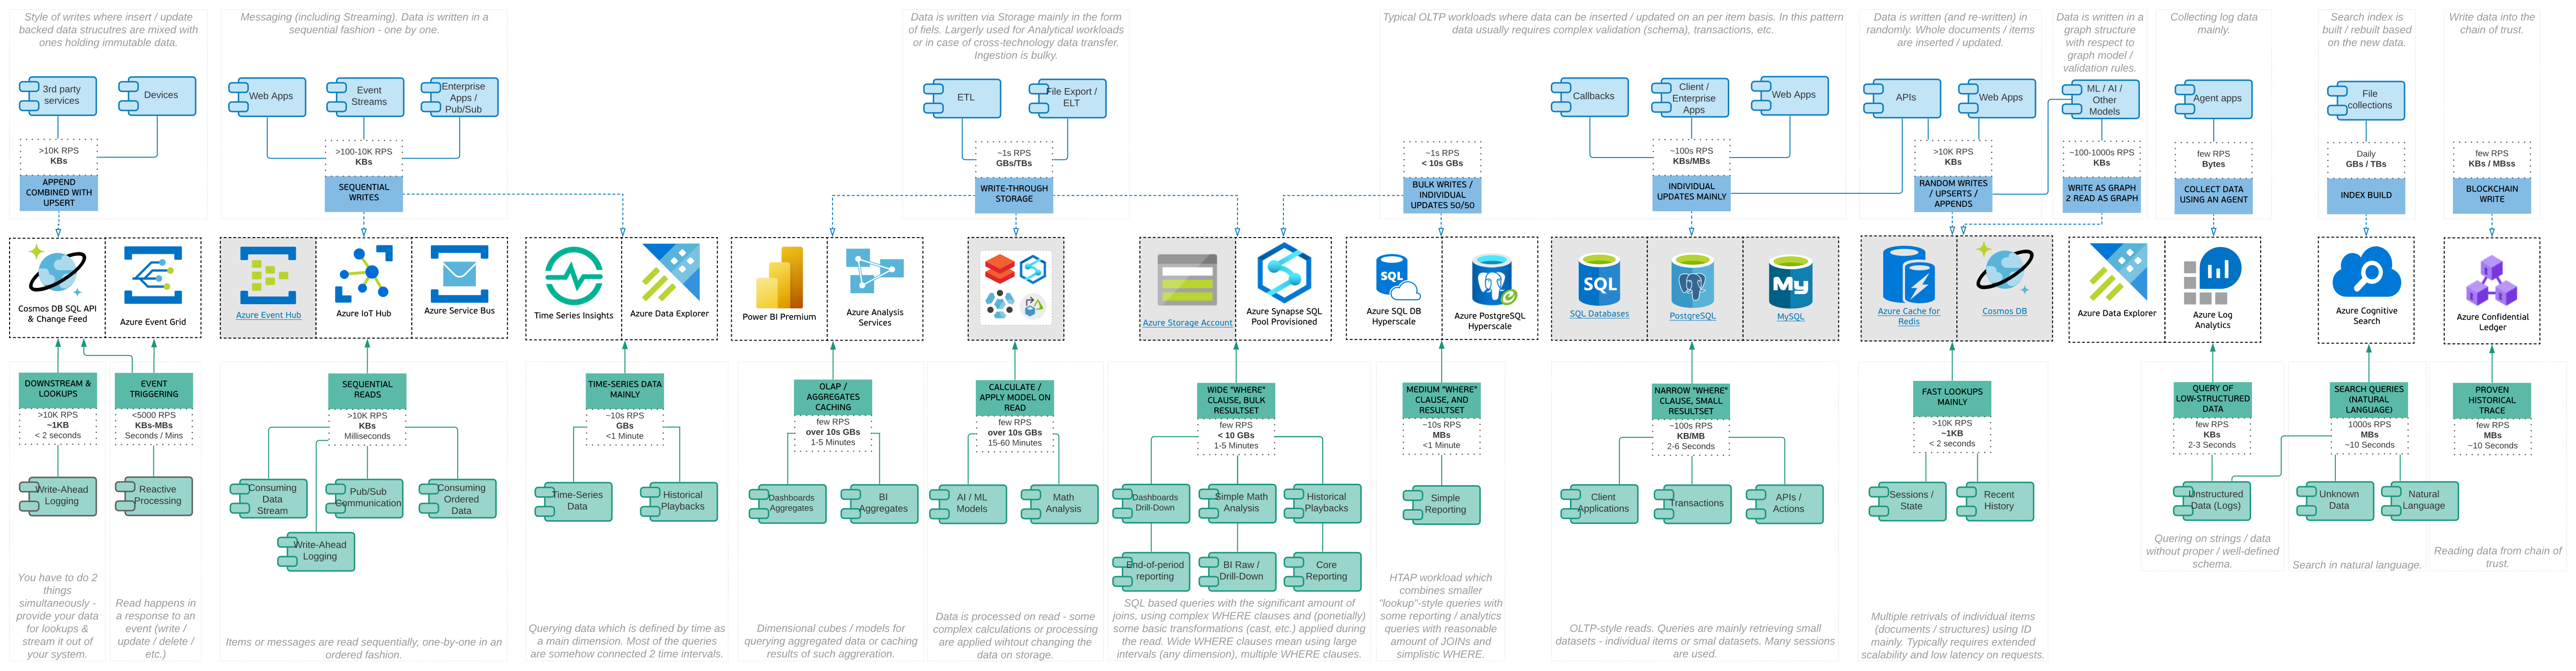 Style of writes where insert / update
backed data strucutres are mixed with
ones holding immutable data.
3rd party
services
Devices
>10K RPS
KBs
APPEND
COMBINED WITH
UPSERT
Messaging (including Streaming). Data is written in a
sequential fashion - one by one.
Web Apps
Event
Streams
Enterprise
Apps /
Pub/Sub
>100-10K RPS
KBs
SEQUENTIAL
WRITES
Data is written via Storage mainly in the form
of fiels. Largerly used for Analytical workloads
or in case of cross-technology data transfer.
Ingestion is bulky.
ETL
File Export /
ELT
~1s RPS
GBs/TBs
WRITE-THROUGH
STORAGE
Typical OLTP workloads where data can be inserted / updated on an per item basis. In this pattern
data usually requires complex validation (schema), transactions, etc.
~1s RPS
< 10s GBs
BULK WRITES /
INDIVIDUAL
UPDATES 50/50
Callbacks
Client /
Enterprise
Apps
Web Apps
~100s RPS
KBs/MBs
INDIVIDUAL
UPDATES MAINLY
Data is written (and re-written) in
randomly. Whole documents / items
are inserted / updated.
APIs
Web Apps
>10K RPS
KBs
RANDOM WRITES
/ UPSERTS /
APPENDS
Data is written in a
graph structure
with respect to
graph model /
validation rules.
ML / AI /
Other
Models
~100-1000s RPS
KBs
WRITE AS GRAPH
2 READ AS GRAPH
Collecting log data
mainly.
Agent apps
few RPS
Bytes
COLLECT DATA
USING AN AGENT
Search index is
built / rebuilt based
on the new data.
File
collections
Daily
GBs / TBs
INDEX BUILD
Write data into the
chain of trust.
few RPS
KBs / MBss
BLOCKCHAIN
WRITE
Cosmos DB SQL API
& Change Feed
Azure Event Grid
Azure Event Hub
Azure IoT Hub
Azure Service Bus
Time Series Insights
Azure Data Explorer
Power BI Premium
Azure Analysis
Services
Azure Storage Account
Azure Synapse SQL
Pool Provisioned
SQL
Azure SQL DB
Hyperscale
Azure PostgreSQL
Hyperscale
SQL
SQL Databases
PostgreSQL
My
MySQL
Azure Cache for
Redis
Cosmos DB
Azure Data Explorer
Azure Log
Analytics
Azure Cognitive
Search
Azure Confidential
Ledger
DOWNSTREAM &
LOOKUPS
>10K RPS
~1KB
< 2 seconds
Write-Ahead
Logging
You have to do 2
things
simultaneously -
provide your data
for lookups &
stream it out of
your system.
EVENT
TRIGGERING
<5000 RPS
KBs-MBs
Seconds / Mins
Reactive
Processing
Read happens in
a response to an
event (write /
update / delete /
etc.)
SEQUENTIAL
READS
>10K RPS
KBs
Milliseconds
Consuming
Data
Stream
Pub/Sub
Communication
Consuming
Ordered
Data
Write-Ahead
Logging
Items or messages are read sequentially, one-by-one in an
ordered fashion.
TIME-SERIES DATA
MAINLY
~10s RPS
GBs
<1 Minute
Time-Series
Data
Historical
Playbacks
Querying data which is defined by time as
a main dimension. Most of the queries
are somehow connected 2 time intervals.
OLAP /
AGGREGATES
CACHING
few RPS
over 10s GBs
1-5 Minutes
Dashboards
Aggregates
BI
Aggregates
Dimensional cubes / models for
querying aggregated data or caching
results of such aggreration.
CALCULATE /
APPLY MODEL ON
READ
few RPS
over 10s GBs
15-60 Minutes
AI / ML
Models
Math
Analysis
Data is processed on read - some
complex calculations or processing
are applied wihtout changing the
data on storage.
WIDE "WHERE"
CLAUSE, BULK
RESULTSET
few RPS
< 10 GBs
1-5 Minutes
Dashboards
Drill-Down
Simple Math
Analysis
Historical
Playbacks
End-of-period
reporting
BI Raw /
Drill-Down
Core
Reporting
SQL based queries with the significant amount of
joins, using complex WHERE clauses and (ponetially)
some basic transformations (cast, etc.) applied during
the read. Wide WHERE clauses mean using large
intervals (any dimension), multiple WHERE clauses.
MEDIUM "WHERE"
CLAUSE, AND
RESULTSET
~10s RPS
MBs
<1 Minute
Simple
Reporting
HTAP workload which
combines smaller
"lookup"-style queries with
some reporting / analytics
queries with reasonable
amount of JOINs and
simplistic WHERE.
NARROW "WHERE"
CLAUSE, SMALL
RESULTSET
~100s RPS
KB/MB
2-6 Seconds
Client
Applications
Transactions
APIs /
Actions
OLTP-style reads. Queries are mainly retrieving small
datasets - individual items or smal datasets. Many sessions
are used.
FAST LOOKUPS
MAINLY
>10K RPS
~1KB
< 2 seconds
Sessions /
State
Recent
History
Multiple retrivals of individual items
(documents / structures) using ID
mainly. Typically requires extended
scalability and low latency on requests.
QUERY OF
LOW-STRUCTURED
DATA
few RPS
KBs
2-3 Seconds
Unstructured
Data (Logs)
Quering on strings / data
without proper / well-defined
schema.
SEARCH QUERIES
(NATURAL
LANGUAGE)
1000s RPS
MBs
~10 Seconds
Unknown
Data
Natural
Language
Search in natural language.
PROVEN
HISTORICAL
TRACE
few RPS
MBs
~10 Seconds
Reading data from chain of
trust.